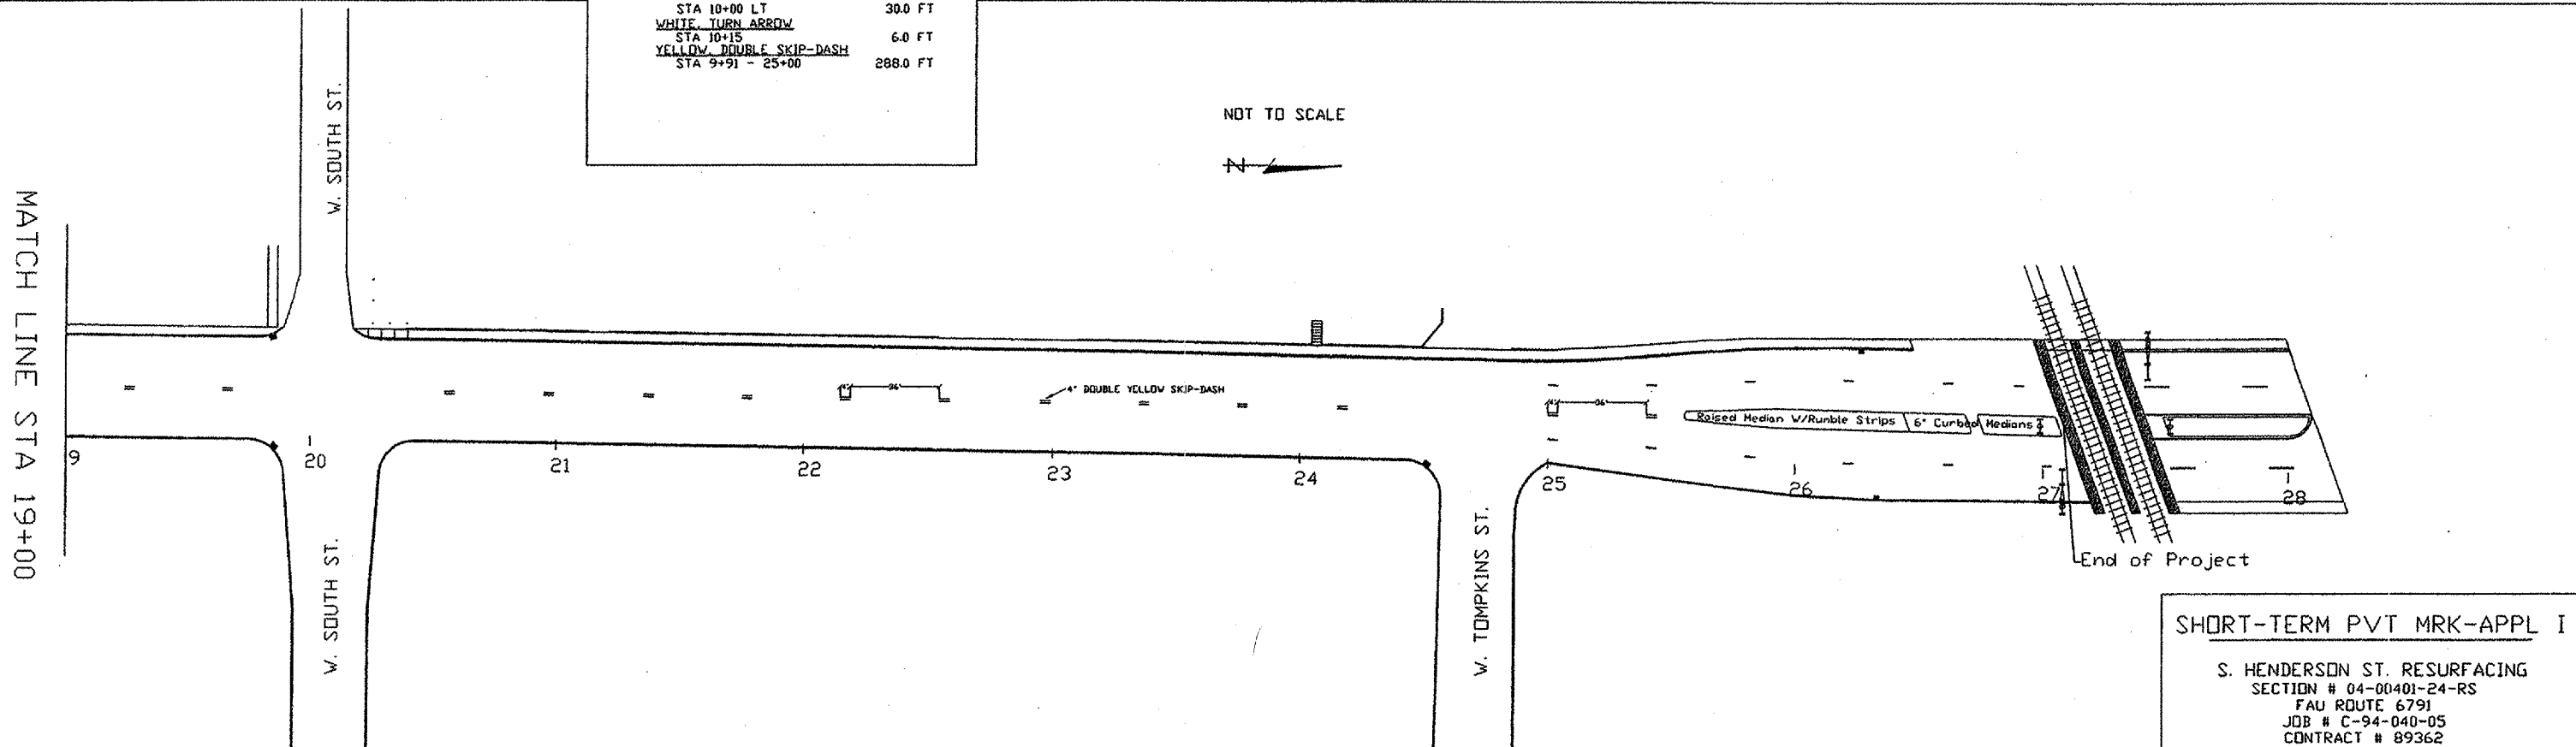 STA 10+00 LT 30.0 FT
WHITE, TURN ARROW
STA 10+15 6.0 FT
YELLOW, DOUBLE SKIP-DASH
STA 9+91 - 25+00 288.0 FT
NOT TO SCALE
N
W. SOUTH ST.
MATCH LINE STA 19+00
4" DOUBLE YELLOW SKIP-DASH
Raised Median W/Rumble Strips
6" Curbed Medians
9
20
21
22
23
24
25
26
27
28
W. SOUTH ST.
W. TOMPKINS ST.
End of Project
SHORT-TERM PVT MRK-APPL I
S. HENDERSON ST. RESURFACING
SECTION # 04-00401-24-RS
FAU ROUTE 6791
JOB # C-94-040-05
CONTRACT # 89362